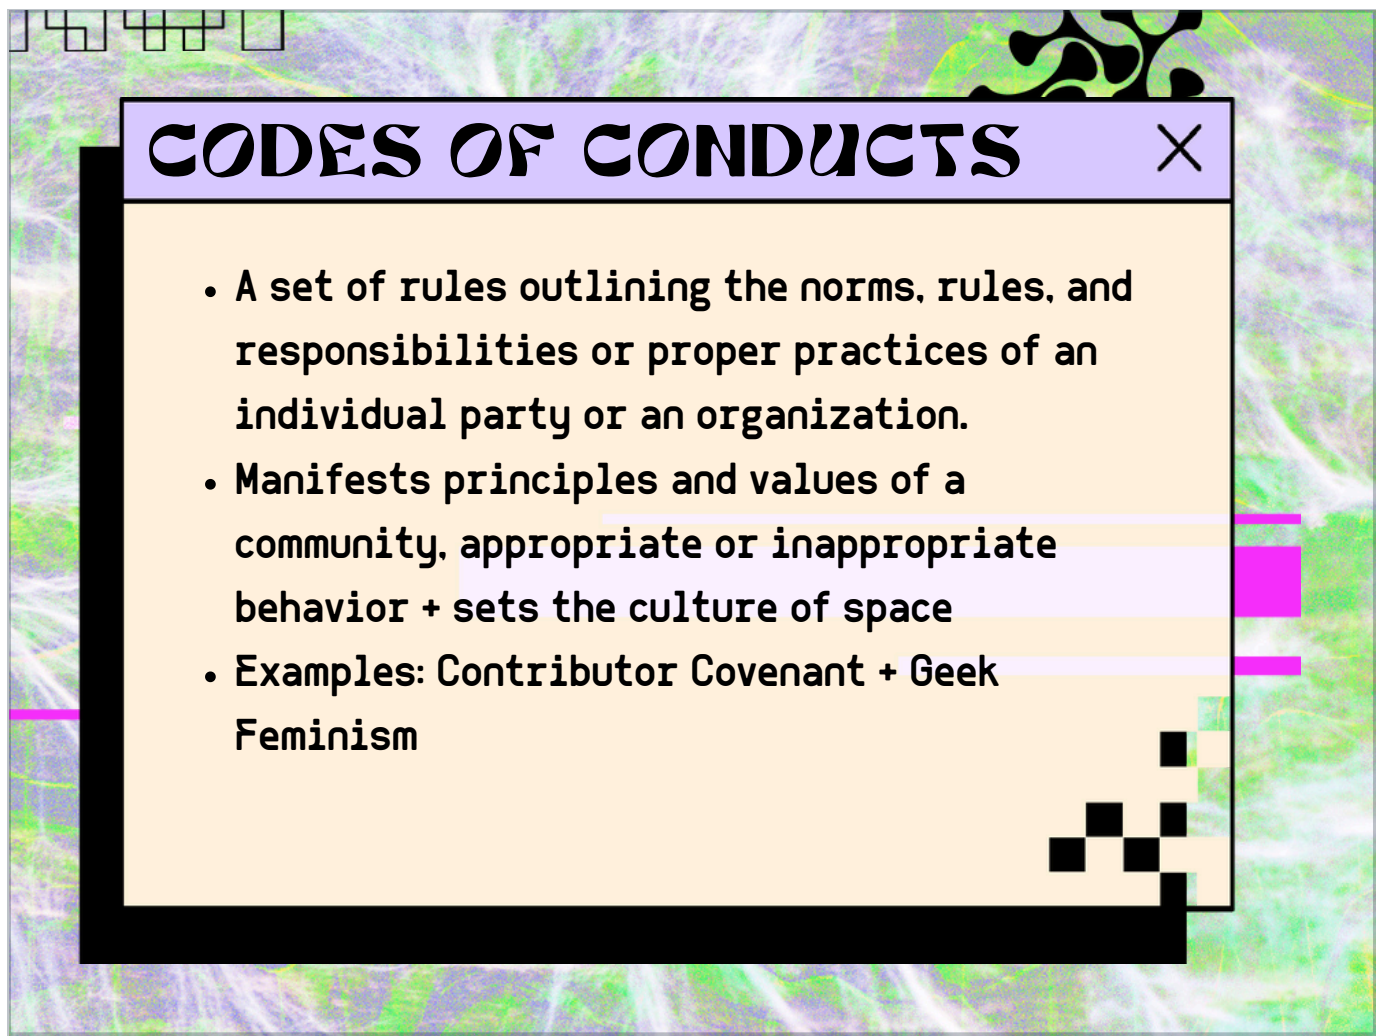 CODES OF CONDUCTS
• A set of rules outlining the norms, rules, and
responsibilities or proper practices of an
individual party or an organization.
• Manifests principles and values of a
community, appropriate or inappropriate
behavior + sets the culture of space
• Examples: Contributor Covenant + Geek
Feminism